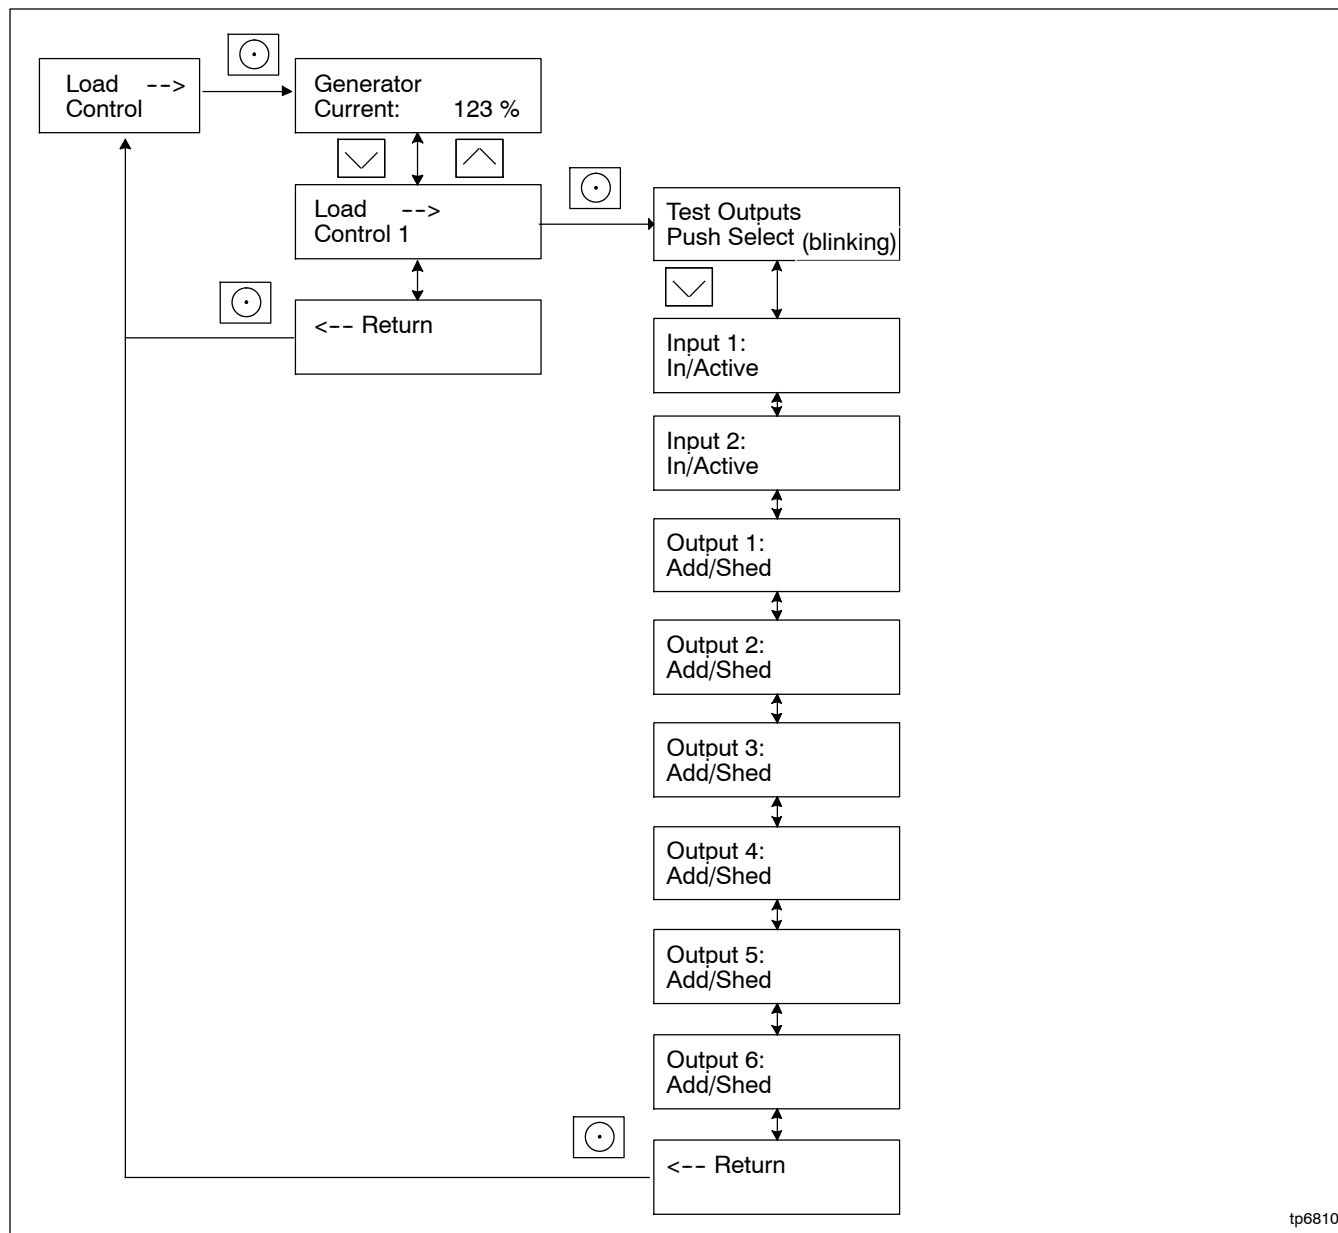 Load -->
Control
Generator
Current: 123 %
Load -->
Control 1
<-- Return
Test Outputs
Push Select (blinking)
Input 1:
In/Active
Input 2:
In/Active
Output 1:
Add/Shed
Output 2:
Add/Shed
Output 3:
Add/Shed
Output 4:
Add/Shed
Output 5:
Add/Shed
Output 6:
Add/Shed
<-- Return
tp6810